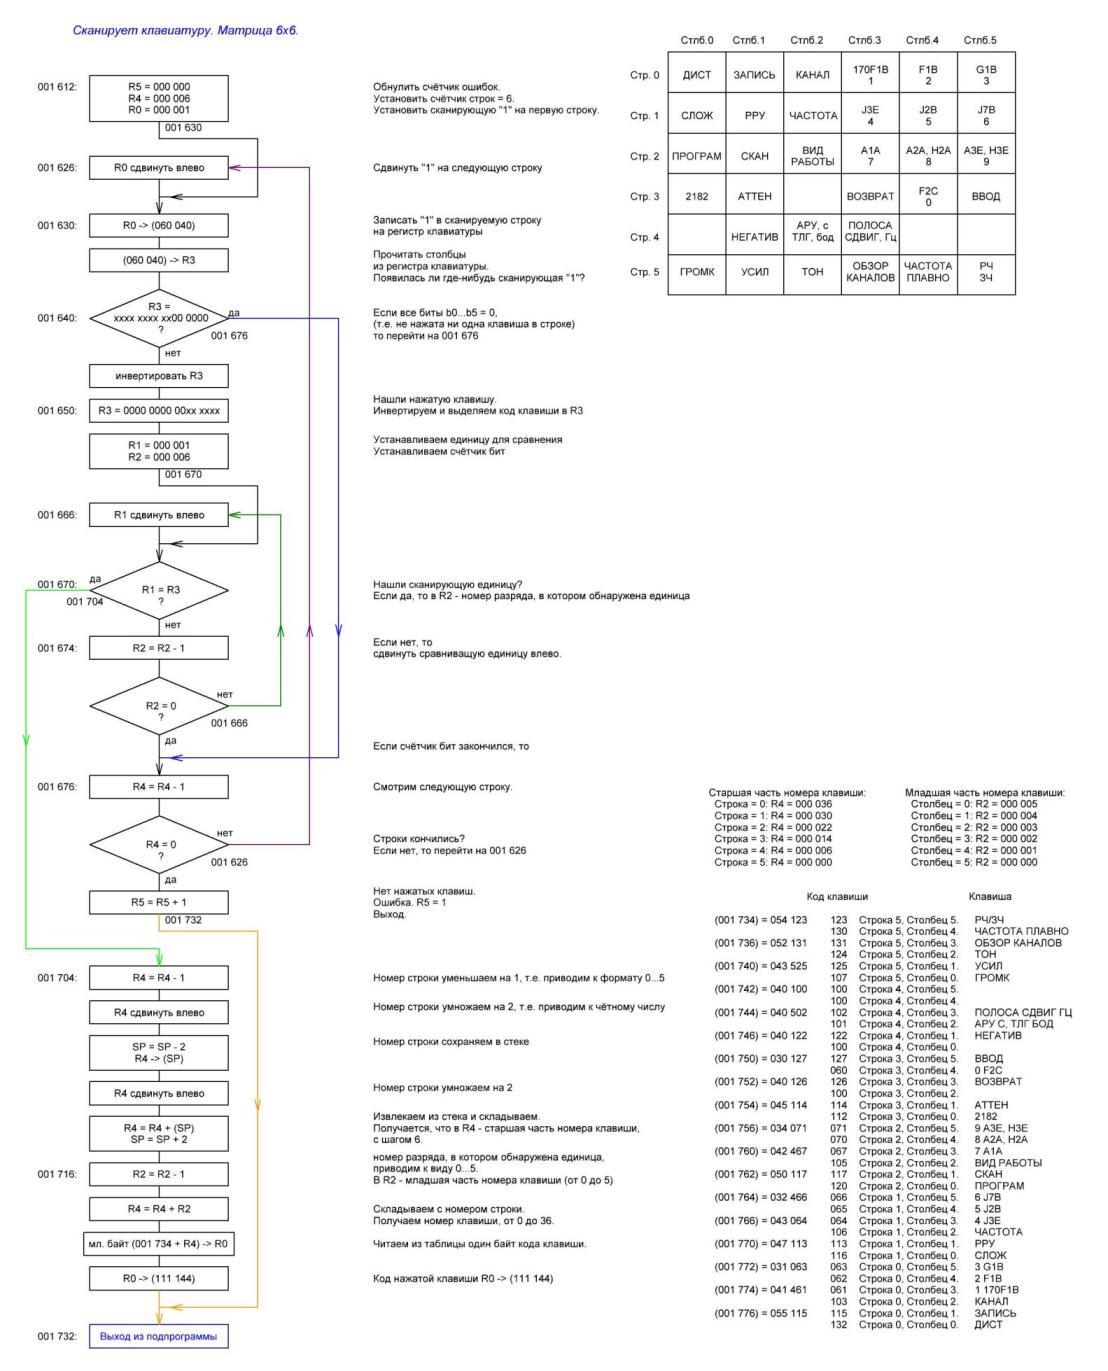 Сканирует клавиатуру. Матрица 6х6.
Стлб.0 Стлб.1 Стлб.2 Стлб.3 Стлб.4 Стлб.5
Стр. 0 ДИСТ ЗАПИСЬ КАНАЛ 170F1B 1 F1B 2 G1B 3
Стр. 1 СЛОЖ РРУ ЧАСТОТА J3E 4 J2B 5 J7B 6
Стр. 2 ПРОГРАМ СКАН ВИД РАБОТЫ A1A 7 A2A, H2A 8 A3E, H3E 9
Стр. 3 2182 АТТЕН ВОЗВРАТ F2C 0 ВВОД
Стр. 4 НЕГАТИВ АРУ, с ТЛГ, бод ПОЛОСА СДВИГ, Гц
Стр. 5 ГРОМК УСИЛ ТОН ОБЗОР КАНАЛОВ ЧАСТОТА ПЛАВНО РЧ ЗЧ
001 612:
R5 = 000 000
R4 = 000 006
R0 = 000 001
001 630
Обнулить счётчик ошибок.
Установить счётчик строк = 6.
Установить сканирующую "1" на первую строку.
001 626:
R0 сдвинуть влево
Сдвинуть "1" на следующую строку
001 630:
R0 -> (060 040)
Записать "1" в сканируемую строку
на регистр клавиатуры
(060 040) -> R3
Прочитать столбцы
из регистра клавиатуры.
Появилась ли где-нибудь сканирующая "1"?
001 640:
R3 =
xxxx xxxx xx00 0000
?
да
001 676
нет
Если все биты b0...b5 = 0,
(т.е. не нажата ни одна клавиша в строке)
то перейти на 001 676
инвертировать R3
001 650:
R3 = 0000 0000 00xx xxxx
Нашли нажатую клавишу.
Инвертируем и выделяем код клавиши в R3
R1 = 000 001
R2 = 000 006
001 670
Устанавливаем единицу для сравнения
Устанавливаем счётчик бит
001 666:
R1 сдвинуть влево
001 670:
да
001 704
R1 = R3
?
нет
Нашли сканирующую единицу?
Если да, то в R2 - номер разряда, в котором обнаружена единица
001 674:
R2 = R2 - 1
Если нет, то
сдвинуть сравниващую единицу влево.
R2 = 0
?
нет
001 666
да
Если счётчик бит закончился, то
001 676:
R4 = R4 - 1
Смотрим следующую строку.
R4 = 0
?
нет
001 626
да
Строки кончились?
Если нет, то перейти на 001 626
R5 = R5 + 1
001 732
Нет нажатых клавиш.
Ошибка. R5 = 1
Выход.
001 704:
R4 = R4 - 1
Номер строки уменьшаем на 1, т.е. приводим к формату 0...5
R4 сдвинуть влево
Номер строки умножаем на 2, т.е. приводим к чётному числу
SP = SP - 2
R4 -> (SP)
Номер строки сохраняем в стеке
R4 сдвинуть влево
Номер строки умножаем на 2
R4 = R4 + (SP)
SP = SP + 2
Извлекаем из стека и складываем.
Получается, что в R4 - старшая часть номера клавиши,
с шагом 6.
001 716:
R2 = R2 - 1
номер разряда, в котором обнаружена единица,
приводим к виду 0...5.
В R2 - младшая часть номера клавиши (от 0 до 5)
R4 = R4 + R2
Складываем с номером строки.
Получаем номер клавиши, от 0 до 36.
мл. байт (001 734 + R4) -> R0
Читаем из таблицы один байт кода клавиши.
R0 -> (111 144)
Код нажатой клавиши R0 -> (111 144)
001 732:
Выход из подпрограммы
Старшая часть номера клавиши:
Строка = 0: R4 = 000 036
Строка = 1: R4 = 000 030
Строка = 2: R4 = 000 022
Строка = 3: R4 = 000 014
Строка = 4: R4 = 000 006
Строка = 5: R4 = 000 000
Младшая часть номера клавиши:
Столбец = 0: R2 = 000 005
Столбец = 1: R2 = 000 004
Столбец = 2: R2 = 000 003
Столбец = 3: R2 = 000 002
Столбец = 4: R2 = 000 001
Столбец = 5: R2 = 000 000
Код клавиши Клавиша
(001 734) = 054 123 123 Строка 5, Столбец 5. РЧ/ЗЧ
130 Строка 5, Столбец 4. ЧАСТОТА ПЛАВНО
(001 736) = 052 131 131 Строка 5, Столбец 3. ОБЗОР КАНАЛОВ
124 Строка 5, Столбец 2. ТОН
(001 740) = 043 525 125 Строка 5, Столбец 1. УСИЛ
107 Строка 5, Столбец 0. ГРОМК
(001 742) = 040 100 100 Строка 4, Столбец 5.
100 Строка 4, Столбец 4.
(001 744) = 040 502 102 Строка 4, Столбец 3. ПОЛОСА СДВИГ ГЦ
101 Строка 4, Столбец 2. АРУ С, ТЛГ БОД
(001 746) = 040 122 122 Строка 4, Столбец 1. НЕГАТИВ
100 Строка 4, Столбец 0.
(001 750) = 030 127 127 Строка 3, Столбец 5. ВВОД
060 Строка 3, Столбец 4. 0 F2C
(001 752) = 040 126 126 Строка 3, Столбец 3. ВОЗВРАТ
100 Строка 3, Столбец 2.
(001 754) = 045 114 114 Строка 3, Столбец 1. АТТЕН
112 Строка 3, Столбец 0. 2182
(001 756) = 034 071 071 Строка 2, Столбец 5. 9 A3E, H3E
070 Строка 2, Столбец 4. 8 A2A, H2A
(001 760) = 042 467 067 Строка 2, Столбец 3. 7 A1A
105 Строка 2, Столбец 2. ВИД РАБОТЫ
(001 762) = 050 117 117 Строка 2, Столбец 1. СКАН
120 Строка 2, Столбец 0. ПРОГРАМ
(001 764) = 032 466 066 Строка 1, Столбец 5. 6 J7B
065 Строка 1, Столбец 4. 5 J2B
(001 766) = 043 064 064 Строка 1, Столбец 3. 4 J3E
106 Строка 1, Столбец 2. ЧАСТОТА
(001 770) = 047 113 113 Строка 1, Столбец 1. РРУ
116 Строка 1, Столбец 0. СЛОЖ
(001 772) = 031 063 063 Строка 0, Столбец 5. 3 G1B
062 Строка 0, Столбец 4. 2 F1B
(001 774) = 041 461 061 Строка 0, Столбец 3. 1 170F1B
103 Строка 0, Столбец 2. КАНАЛ
(001 776) = 055 115 115 Строка 0, Столбец 1. ЗАПИСЬ
132 Строка 0, Столбец 0. ДИСТ